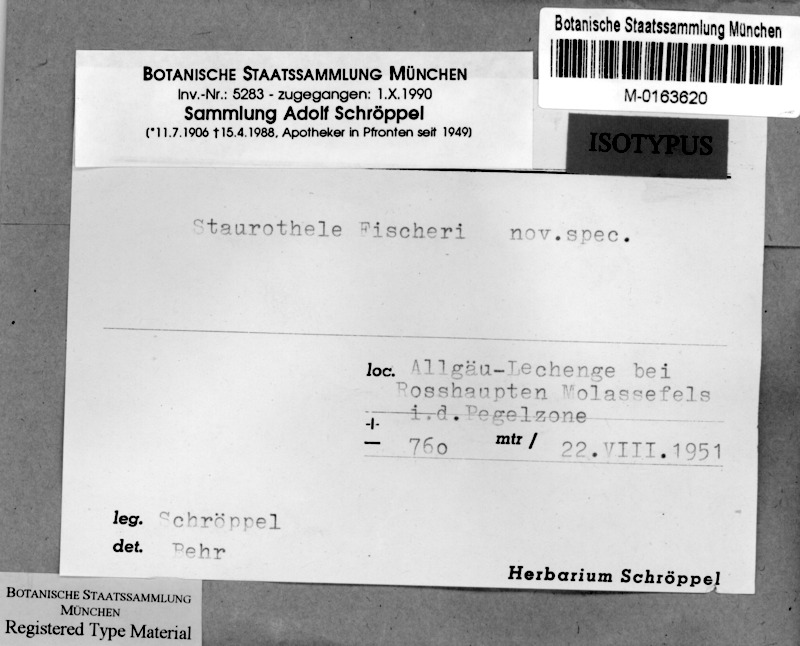 Botanische Staatssammlung München
M-0163620
BOTANISCHE STAATSSAMMLUNG MÜNCHEN
Inv.-Nr.: 5283 - zugegangen: 1.X.1990
Sammlung Adolf Schröppel
(*11.7.1906 †15.4.1988, Apotheker in Pfronten seit 1949)
ISOTYPUS
Staurothele Fischeri nov.spec.
loc. Allgäu-Lechenge bei
Rosshaupten Molassefels
i.d.Pegelzone
-|-
— 76o mtr/ 22.VIII.1951
leg. Schröppel
det. Behr
Herbarium Schröppel
BOTANISCHE STAATSSAMMLUNG
MÜNCHEN
Registered Type Material